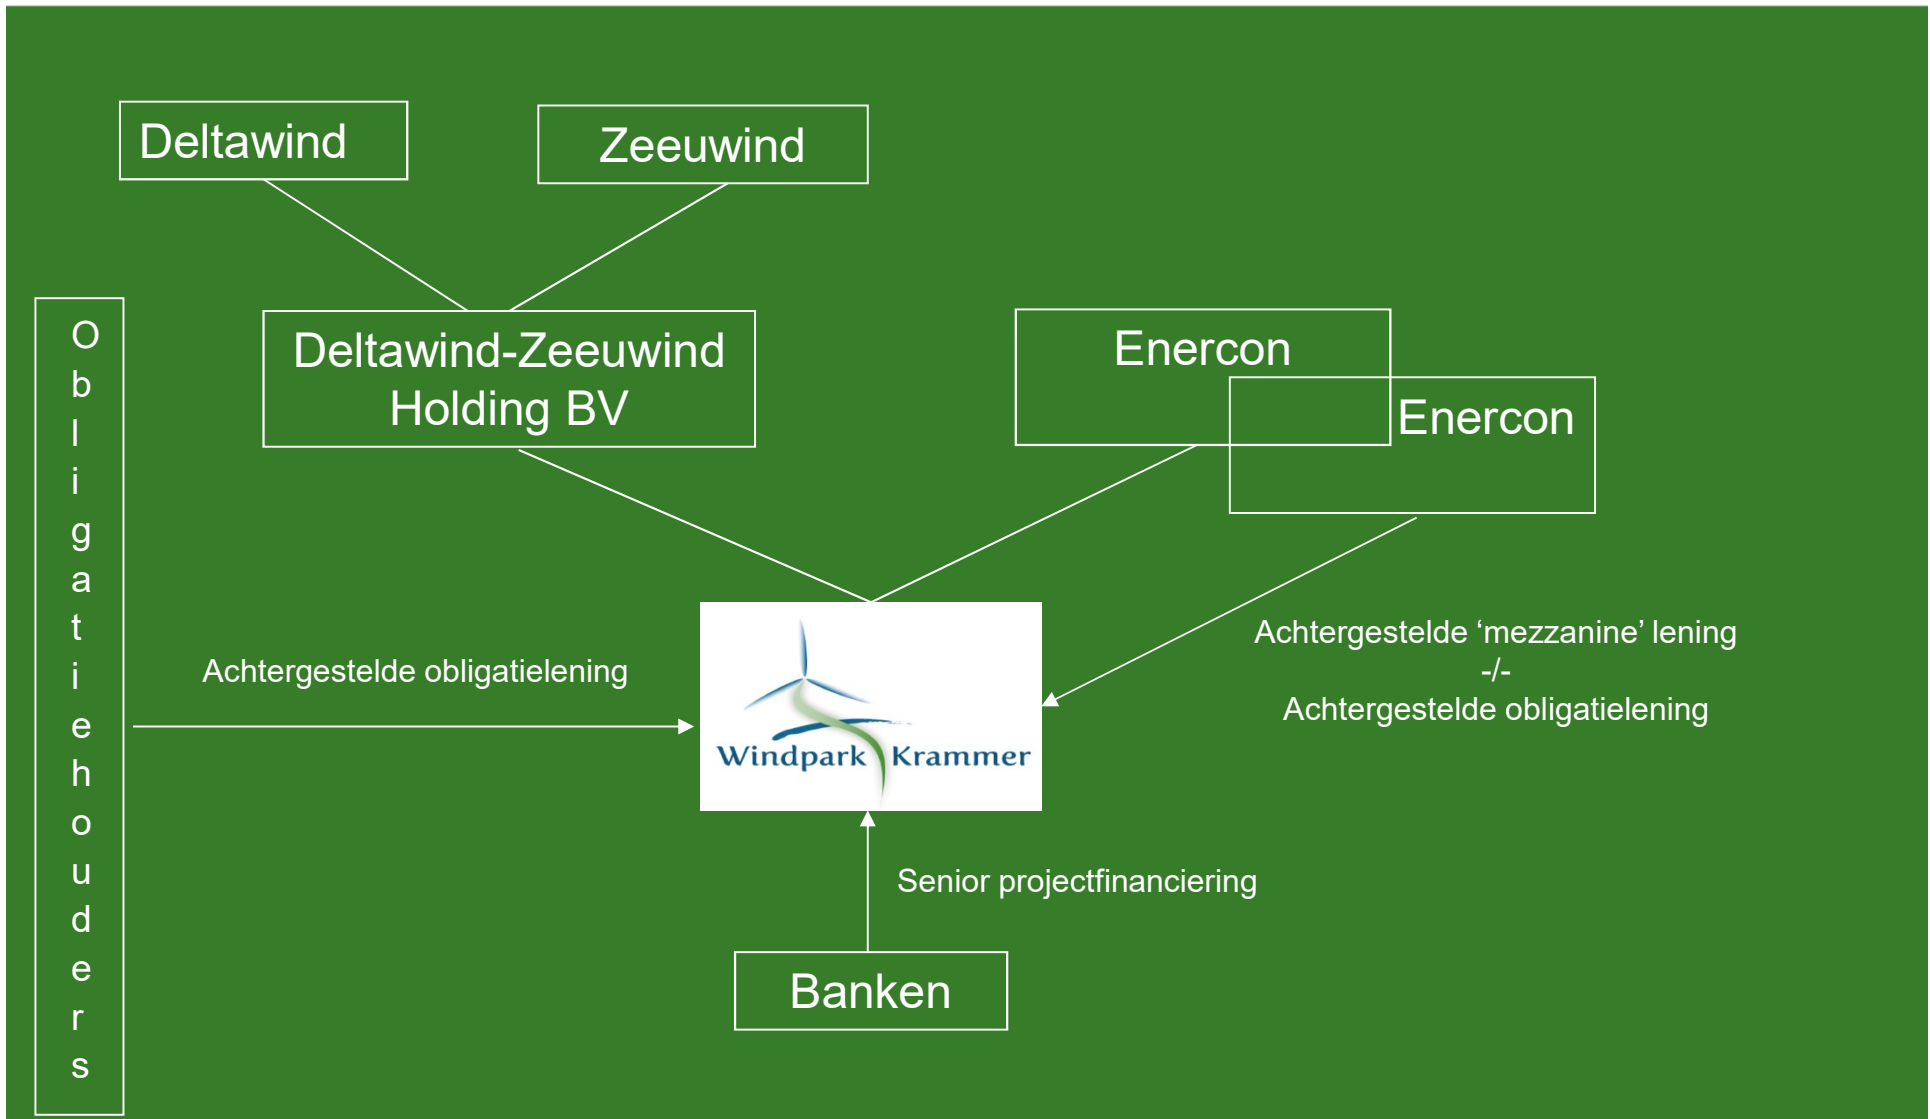 Deltawind
Zeeuwind
Deltawind-Zeeuwind
Holding BV
Enercon
Enercon
Obligatiehouders
Achtergestelde obligatielening
Windpark Krammer
Achtergestelde ‘mezzanine’ lening
-/-
Achtergestelde obligatielening
Senior projectfinanciering
Banken